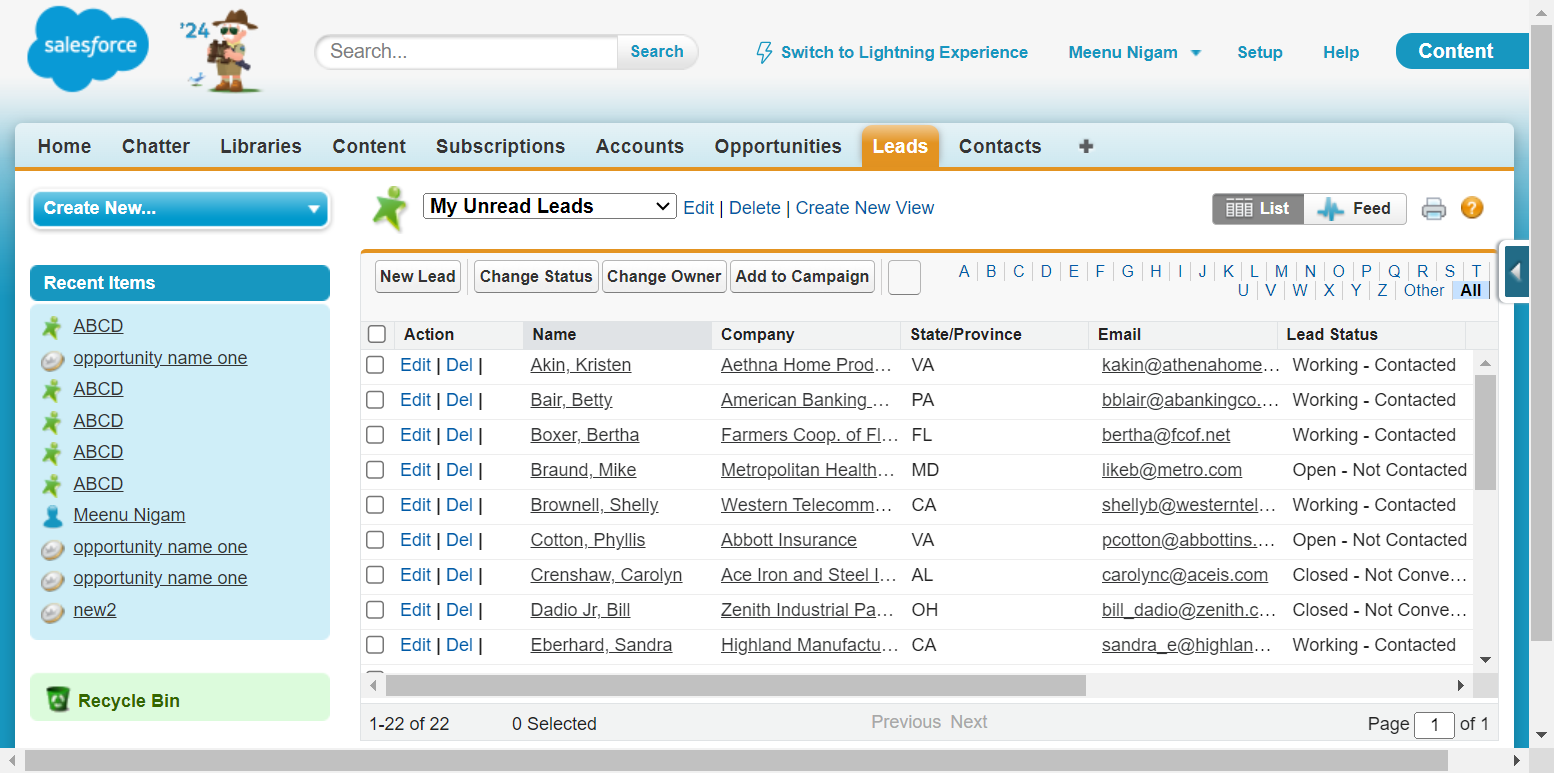 salesforce '24 Search... Search Switch to Lightning Experience Meenu Nigam Setup Help Content
Home Chatter Libraries Content Subscriptions Accounts Opportunities Leads Contacts
Create New...
Recent Items
ABCD
opportunity name one
ABCD
ABCD
ABCD
ABCD
Meenu Nigam
opportunity name one
opportunity name one
new2
Recycle Bin
My Unread Leads Edit | Delete | Create New View List Feed ?
New Lead Change Status Change Owner Add to Campaign
A B C D E F G H I J K L M N O P Q R S T
U V W X Y Z Other All
Action Name Company State/Province Email Lead Status
Edit | Del | Akin, Kristen Aethna Home Prod... VA kakin@athenahome... Working - Contacted
Edit | Del | Bair, Betty American Banking ... PA bblair@abankingco.... Working - Contacted
Edit | Del | Boxer, Bertha Farmers Coop. of Fl... FL bertha@fcof.net Working - Contacted
Edit | Del | Braund, Mike Metropolitan Health... MD likeb@metro.com Open - Not Contacted
Edit | Del | Brownell, Shelly Western Telecomm... CA shellyb@westerntel... Working - Contacted
Edit | Del | Cotton, Phyllis Abbott Insurance VA pcotton@abbottins.... Open - Not Contacted
Edit | Del | Crenshaw, Carolyn Ace Iron and Steel I... AL carolync@aceis.com Closed - Not Conve...
Edit | Del | Dadio Jr, Bill Zenith Industrial Pa... OH bill_dadio@zenith.c... Closed - Not Conve...
Edit | Del | Eberhard, Sandra Highland Manufactu... CA sandra_e@highlan... Working - Contacted
1-22 of 22 0 Selected Previous Next Page 1 of 1